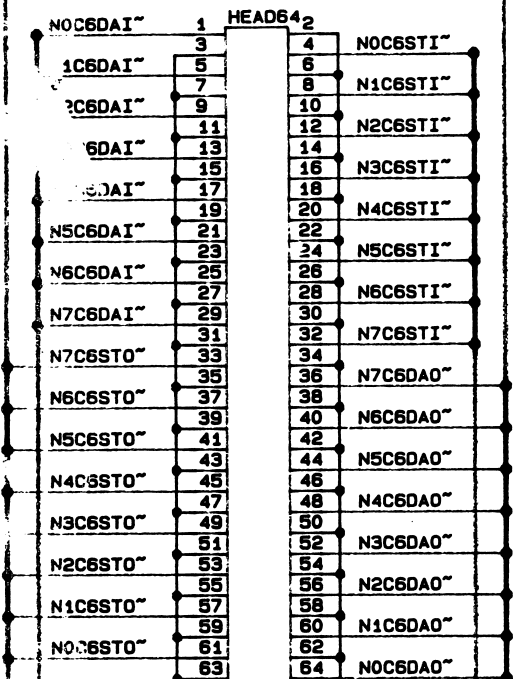 HEAD64
N0C6DAI~ 1 2
3 4 N0C6STI~
1C6DAI~ 5 6
7 8 N1C6STI~
2C6DAI~ 9 10
11 12 N2C6STI~
6DAI~ 13 14
15 16 N3C6STI~
DAI~ 17 18
19 20 N4C6STI~
N5C6DAI~ 21 22
23 24 N5C6STI~
N6C6DAI~ 25 26
27 28 N6C6STI~
N7C6DAI~ 29 30
31 32 N7C6STI~
N7C6STO~ 33 34
35 36 N7C6DAO~
N6C6STO~ 37 38
39 40 N6C6DAO~
N5C6STO~ 41 42
43 44 N5C6DAO~
N4C6STO~ 45 46
47 48 N4C6DAO~
N3C6STO~ 49 50
51 52 N3C6DAO~
N2C6STO~ 53 54
55 56 N2C6DAO~
N1C6STO~ 57 58
59 60 N1C6DAO~
N0C6STO~ 61 62
63 64 N0C6DAO~